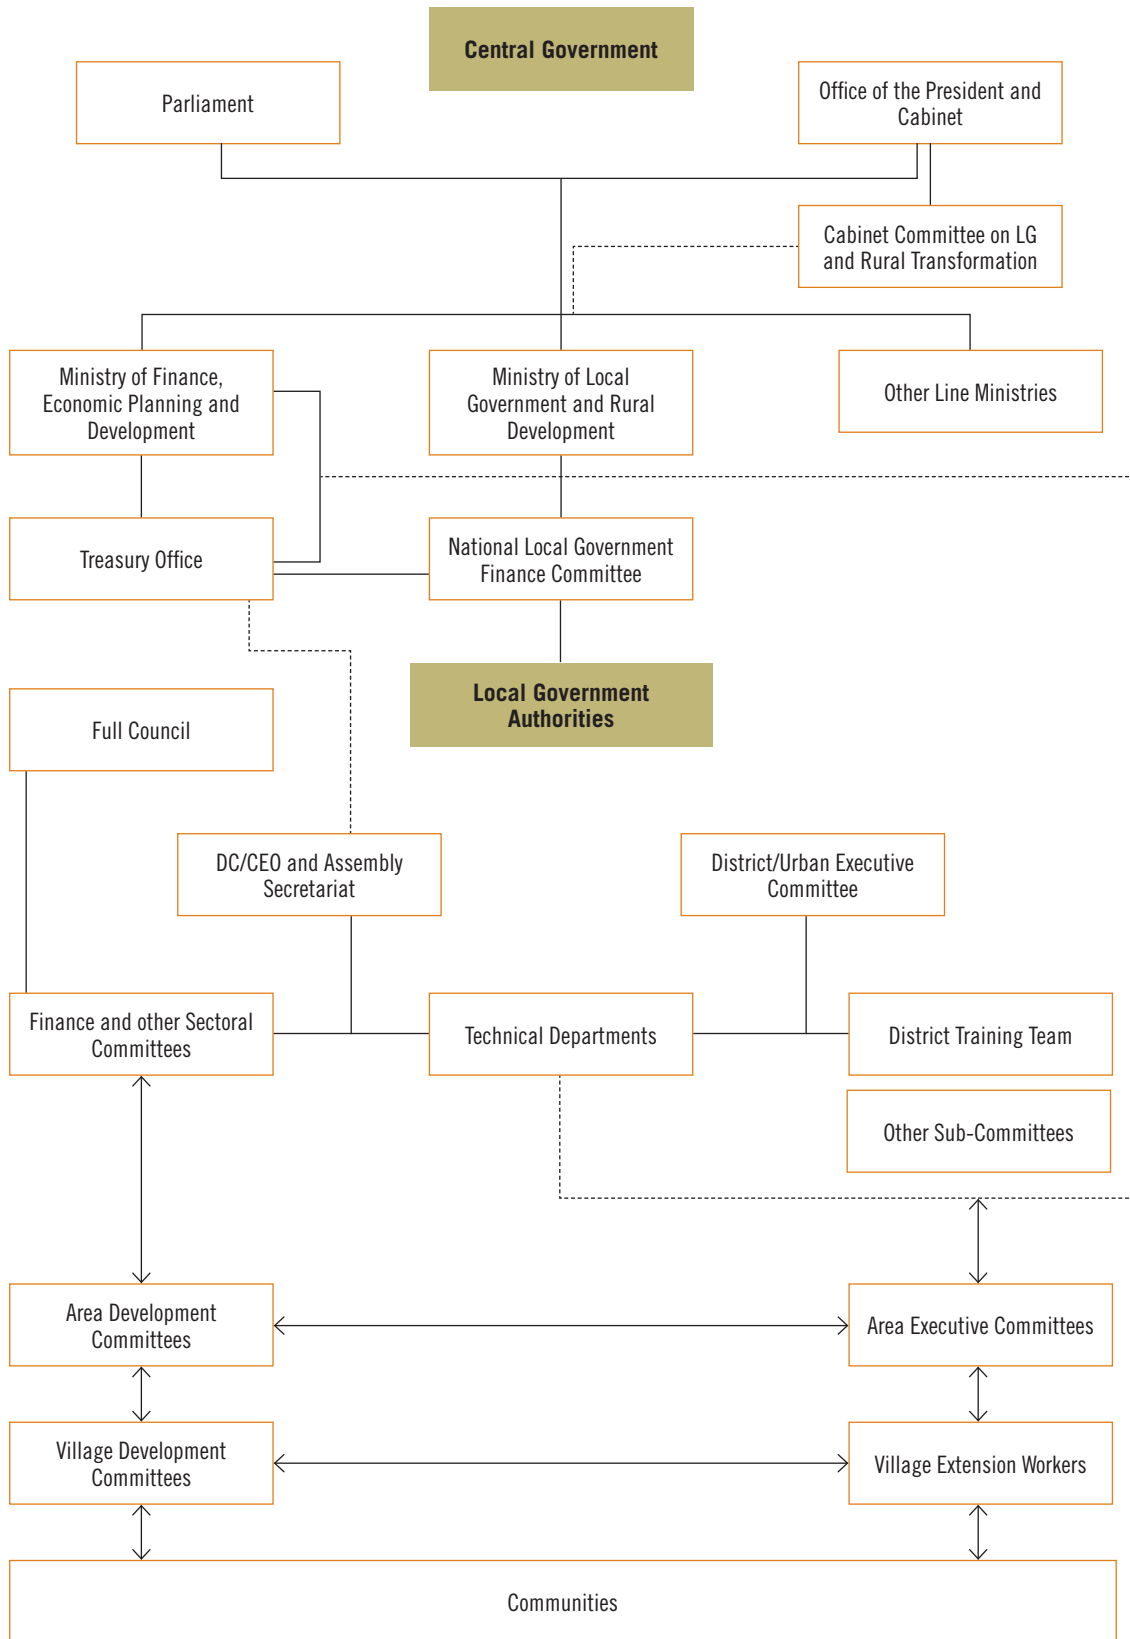 Central Government
Parliament
Office of the President and
Cabinet
Cabinet Committee on LG
and Rural Transformation
Ministry of Finance,
Economic Planning and
Development
Ministry of Local
Government and Rural
Development
Other Line Ministries
Treasury Office
National Local Government
Finance Committee
Local Government
Authorities
Full Council
DC/CEO and Assembly
Secretariat
District/Urban Executive
Committee
Finance and other Sectoral
Committees
Technical Departments
District Training Team
Other Sub-Committees
Area Development
Committees
Area Executive Committees
Village Development
Committees
Village Extension Workers
Communities